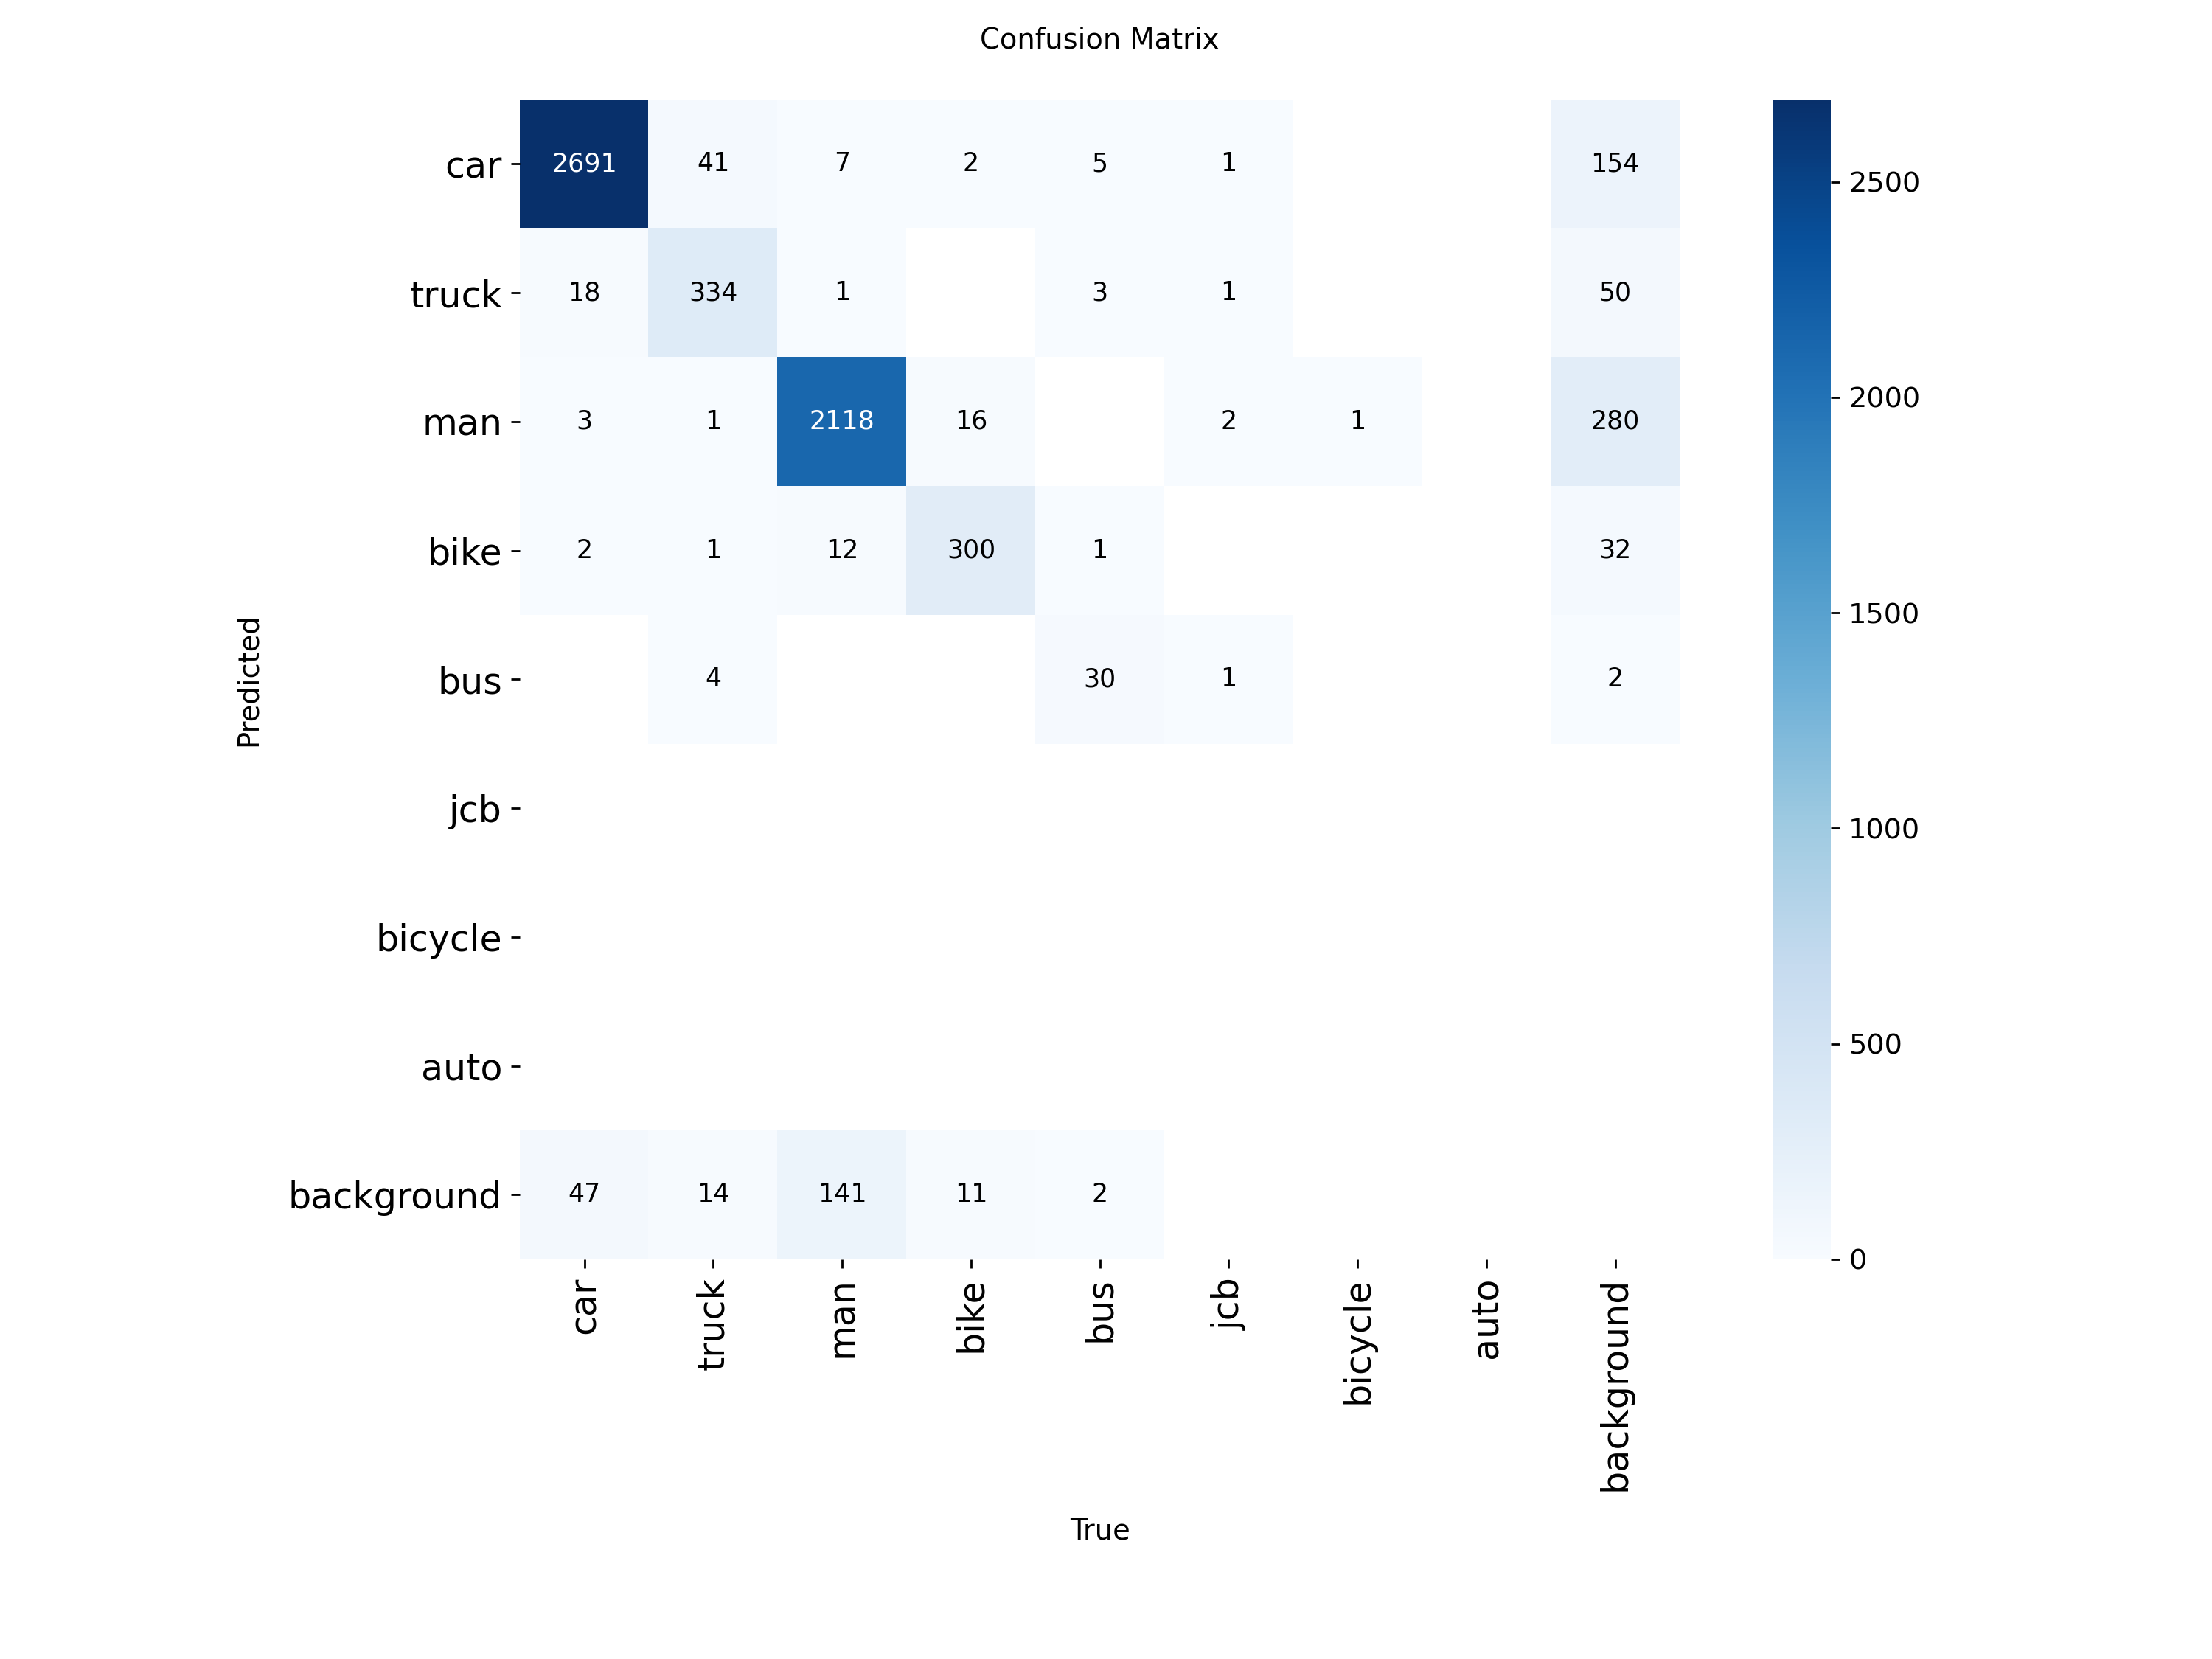 Confusion Matrix
car 2691 41 7 2 5 1 154
truck 18 334 1 3 1 50
man 3 1 2118 16 2 1 280
bike 2 1 12 300 1 32
bus 4 30 1 2
jcb
bicycle
auto
background 47 14 141 11 2
car truck man bike bus jcb bicycle auto background
Predicted
True
2500
2000
1500
1000
500
0